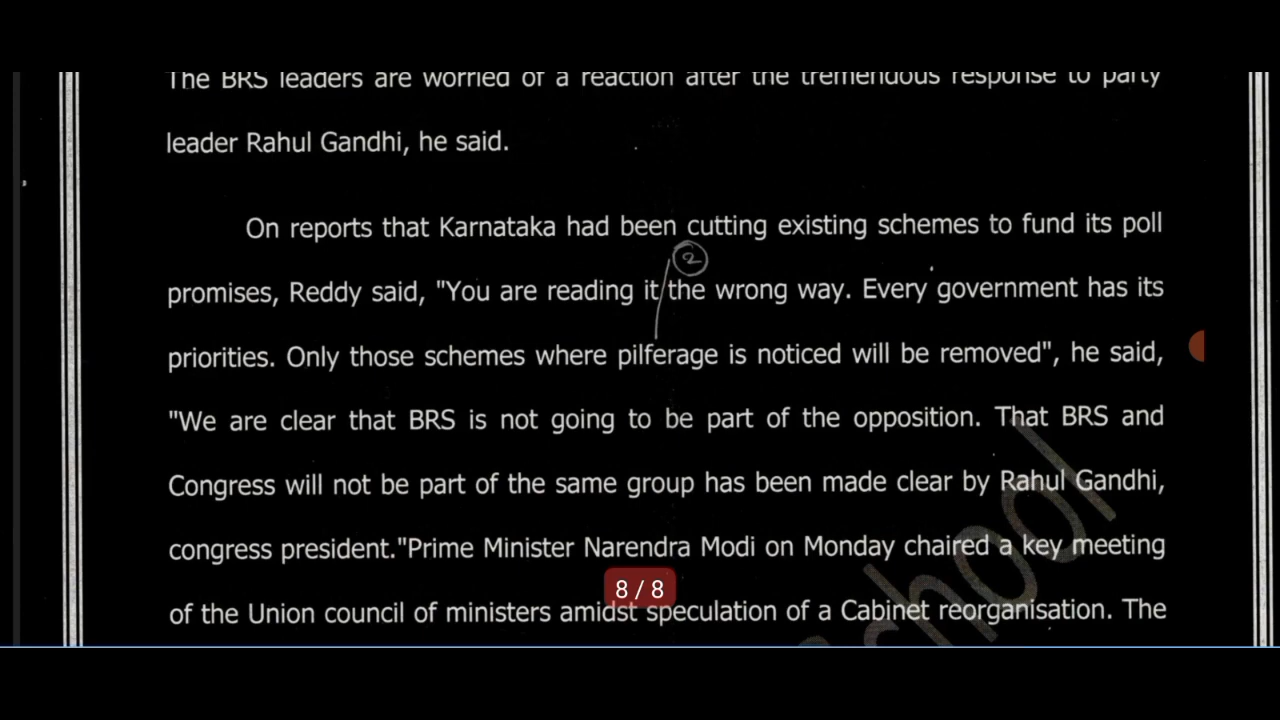 The BRS leaders are worried of a reaction after the tremendous response to party
leader Rahul Gandhi, he said.
On reports that Karnataka had been cutting existing schemes to fund its poll
2
promises, Reddy said, "You are reading it/the wrong way. Every government has its
priorities. Only those schemes where pilferage is noticed will be removed", he said,
"We are clear that BRS is not going to be part of the opposition. That BRS and
Congress will not be part of the same group has been made clear by Rahul Gandhi,
congress president."Prime Minister Narendra Modi on Monday chaired a key meeting
8 / 8
of the Union council of ministers amidst speculation of a Cabinet reorganisation. The
School